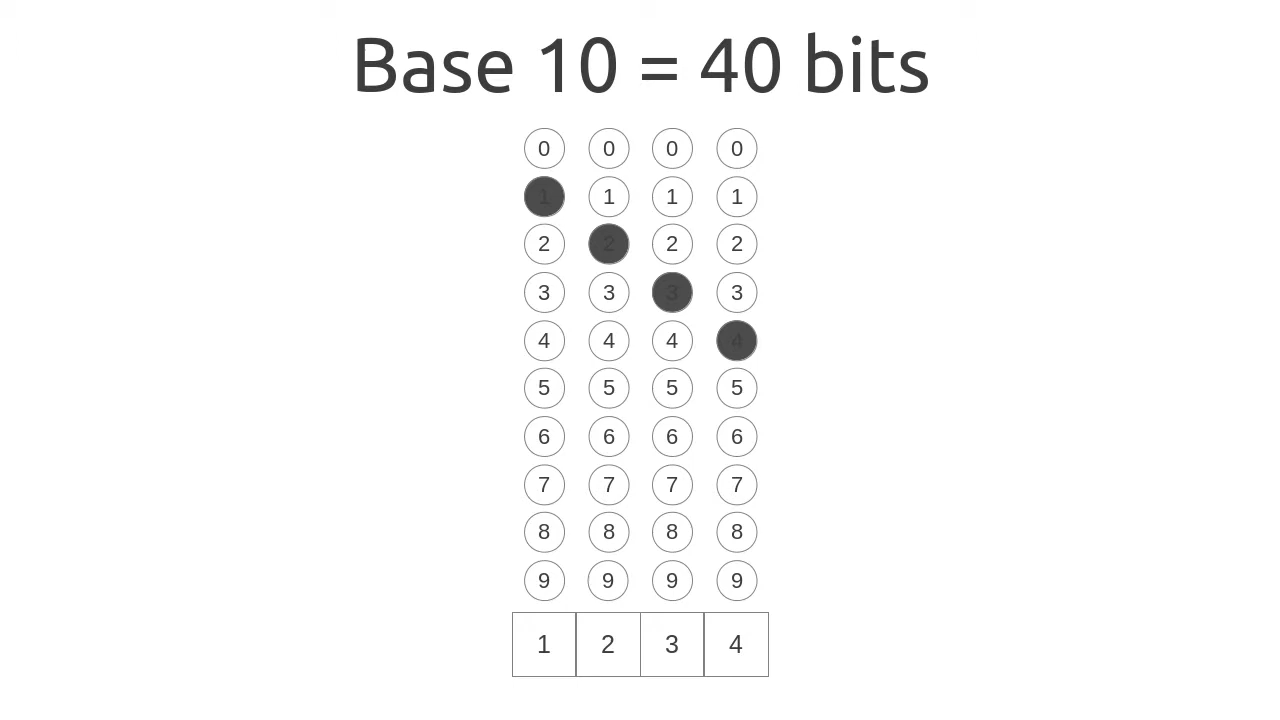 Base 10 = 40 bits
0 0 0 0
1 1 1 1
2 2 2 2
3 3 3 3
4 4 4 4
5 5 5 5
6 6 6 6
7 7 7 7
8 8 8 8
9 9 9 9
1 2 3 4